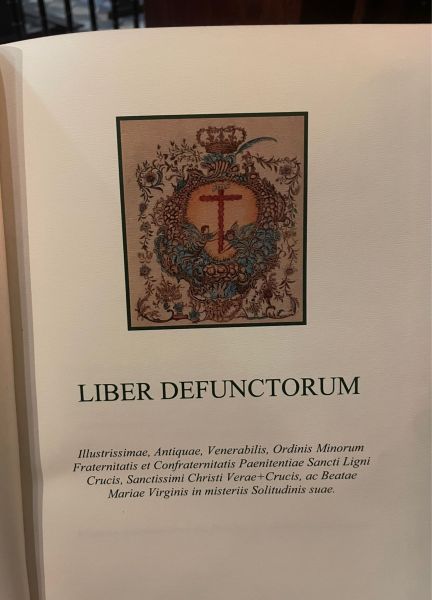 LIBER DEFUNCTORUM
Illustrissimae, Antiquae, Venerabilis, Ordinis Minorum
Fraternitatis et Confraternitatis Paenitentiae Sancti Ligni
Crucis, Sanctissimi Christi Verae+Crucis, ac Beatae
Mariae Virginis in misteriis Solitudinis suae.